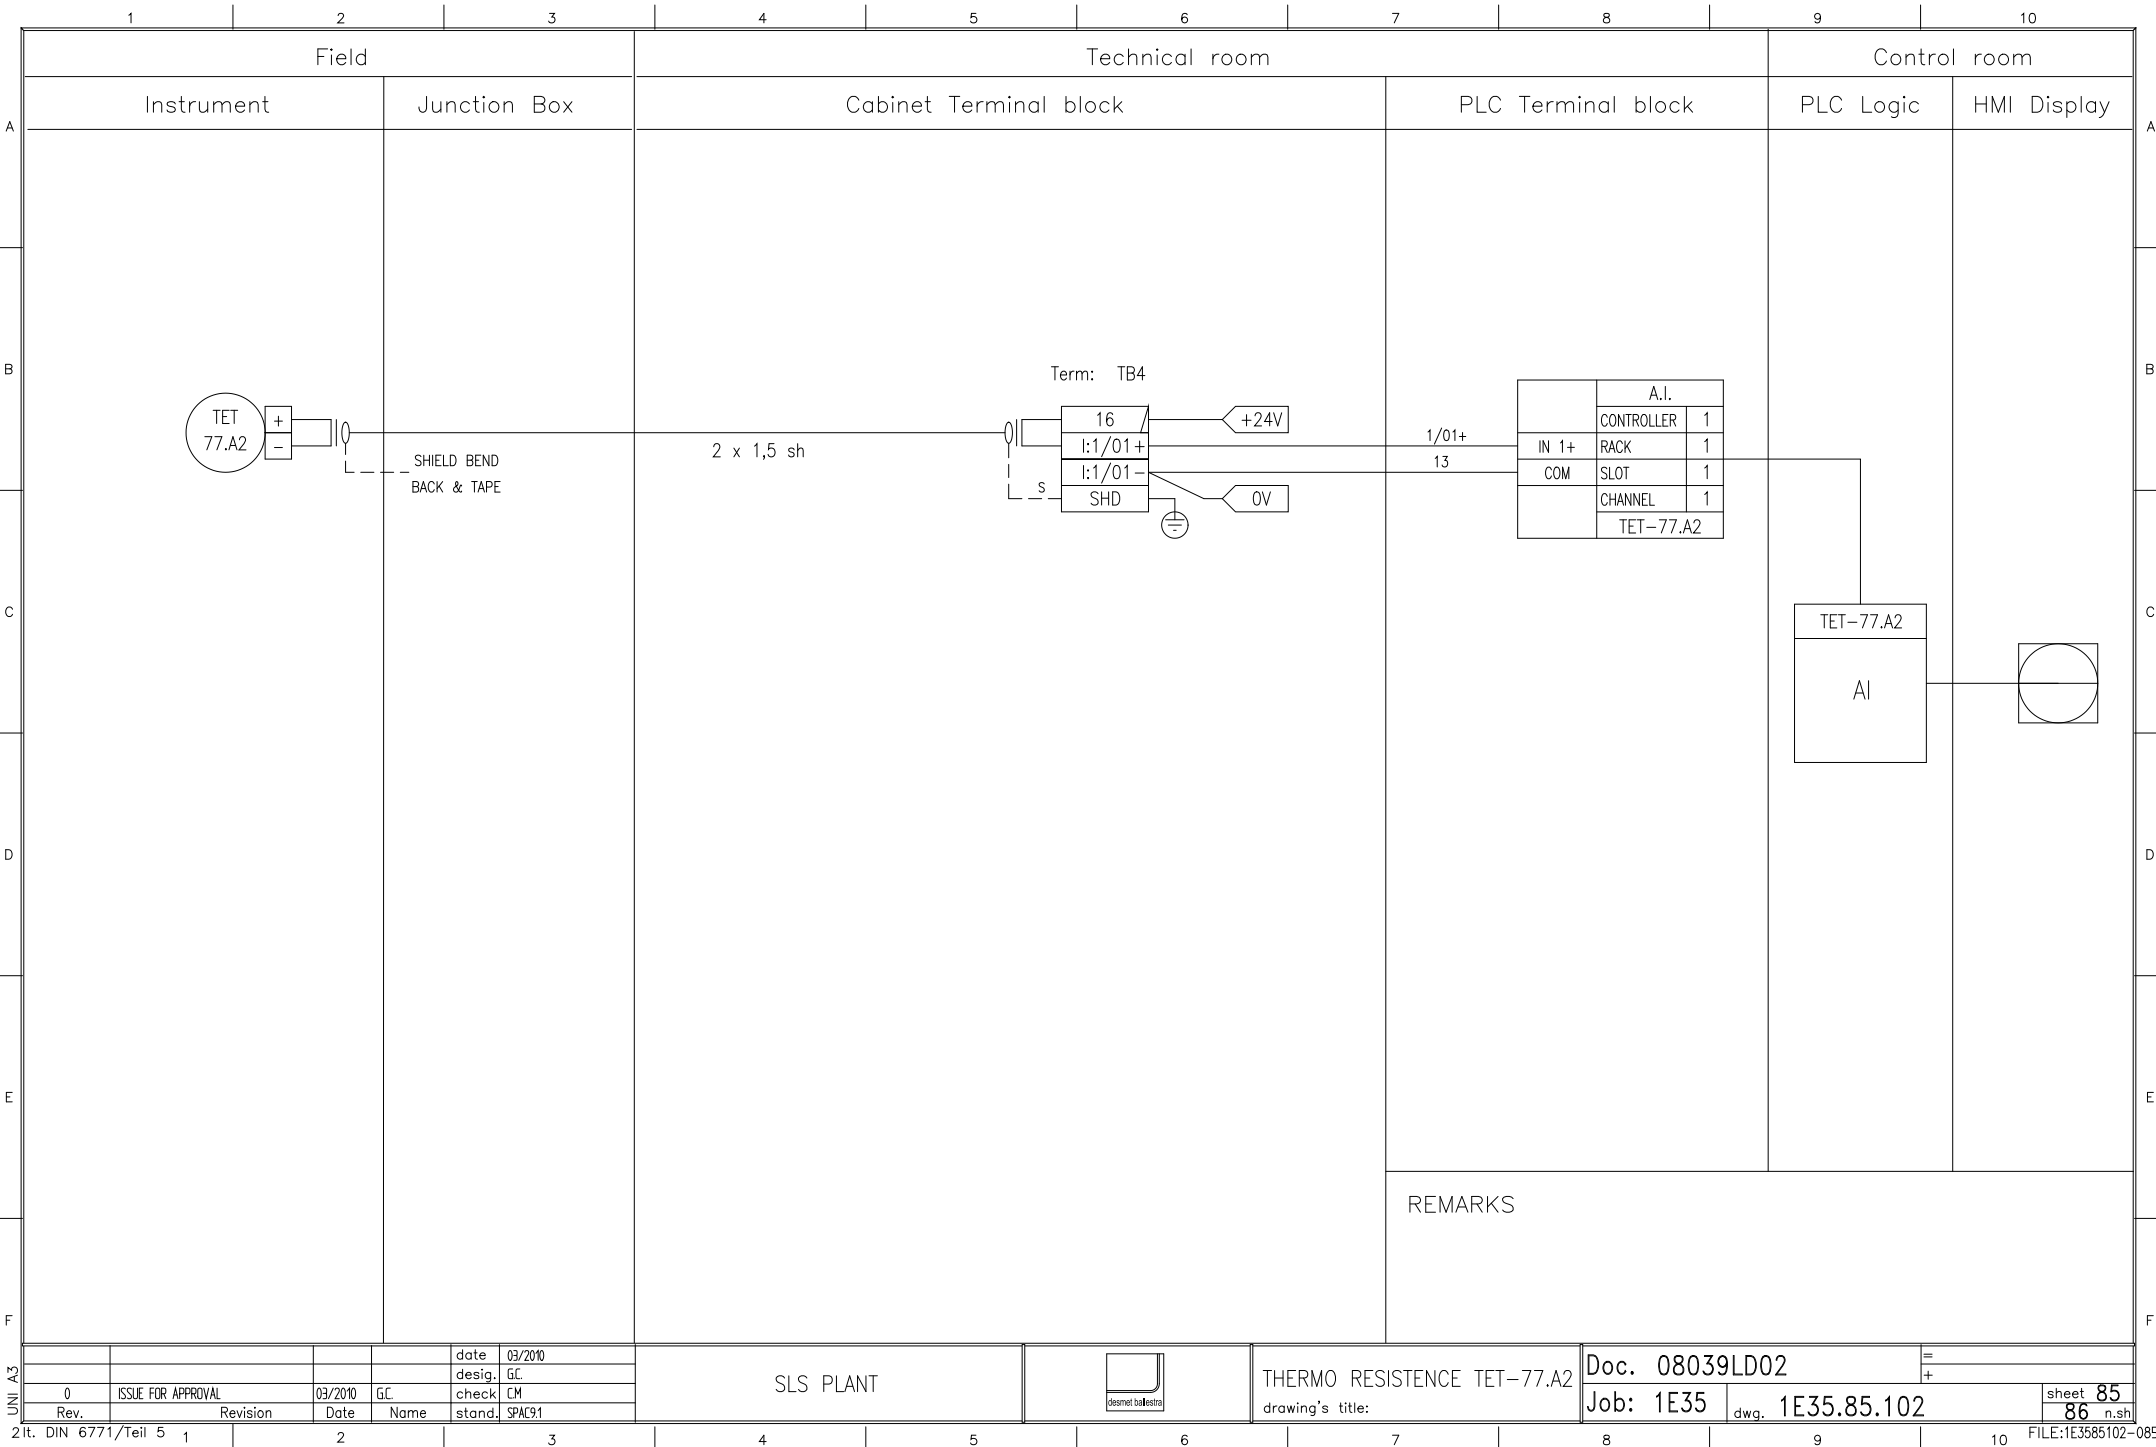 1 2 3 4 5 6 7 8 9 10
Field Technical room Control room
Instrument Junction Box Cabinet Terminal block PLC Terminal block PLC Logic HMI Display
A A
B B
Term: TB4
TET
77.A2
+
−
SHIELD BEND
BACK & TAPE
2 x 1,5 sh
S
16
I:1/01+
I:1/01−
SHD
+24V
0V
1/01+
13
IN 1+
COM
A.I.
CONTROLLER 1
RACK 1
SLOT 1
CHANNEL 1
TET−77.A2
C C
TET−77.A2
AI
D D
E E
REMARKS
F F
UNI A3
date 03/2010
desig. G.C.
0 ISSUE FOR APPROVAL 03/2010 G.C. check C.M
Rev. Revision Date Name stand. SPAC9.1
SLS PLANT
desmet ballestra
THERMO RESISTENCE TET−77.A2
drawing's title:
Doc. 08039LD02
=
+
Job: 1E35
dwg. 1E35.85.102
sheet 85
86 n.sh
2lt. DIN 6771/Teil 5
1 2 3 4 5 6 7 8 9 10
FILE:1E3585102-085